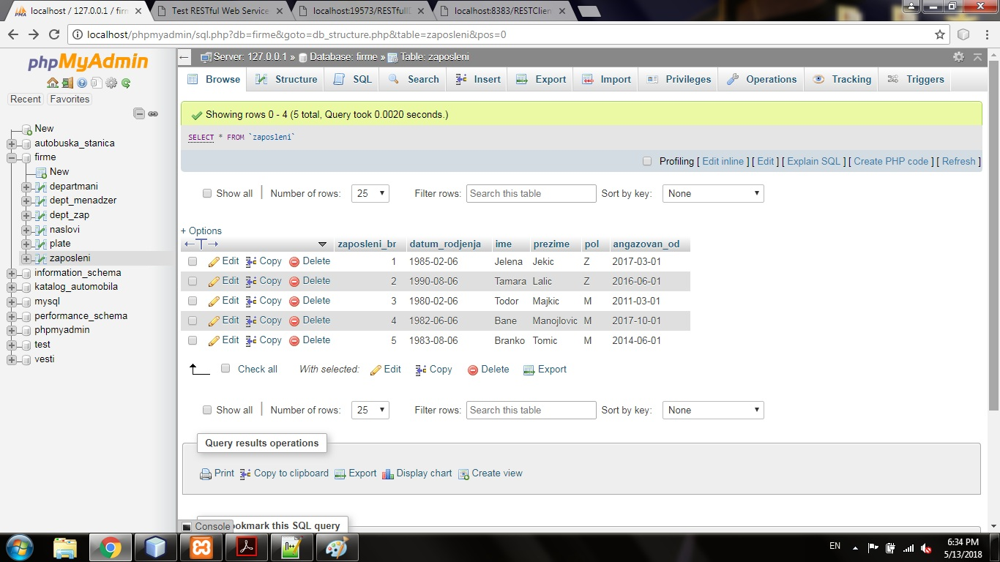 localhost / 127.0.0.1 / firm
Test RESTful Web Service
localhost:19573/RESTfulID
localhost:8383/RESTClien
localhost/phpmyadmin/sql.php?db=firme&goto=db_structure.php&table=zaposleni&pos=0
phpMyAdmin
Recent Favorites
New
autobuska_stanica
firme
New
departmani
dept_menadzer
dept_zap
naslovi
plate
zaposleni
information_schema
katalog_automobila
mysql
performance_schema
phpmyadmin
test
vesti
Server: 127.0.0.1 » Database: firme » Table: zaposleni
Browse Structure SQL Search Insert Export Import Privileges Operations Tracking Triggers
Showing rows 0 - 4 (5 total, Query took 0.0020 seconds.)
SELECT * FROM `zaposleni`
Profiling [ Edit inline ] [ Edit ] [ Explain SQL ] [ Create PHP code ] [ Refresh ]
Show all | Number of rows: 25 Filter rows: Search this table Sort by key: None
+ Options
←T→ zaposleni_br datum_rodjenja ime prezime pol angazovan_od
Edit Copy Delete 1 1985-02-06 Jelena Jekic Z 2017-03-01
Edit Copy Delete 2 1990-08-06 Tamara Lalic Z 2016-06-01
Edit Copy Delete 3 1980-02-06 Todor Majkic M 2011-03-01
Edit Copy Delete 4 1982-06-06 Bane Manojlovic M 2017-10-01
Edit Copy Delete 5 1983-08-06 Branko Tomic M 2014-06-01
Check all With selected: Edit Copy Delete Export
Show all | Number of rows: 25 Filter rows: Search this table Sort by key: None
Query results operations
Print Copy to clipboard Export Display chart Create view
ookmark this SQL query
Console
EN
6:34 PM
5/13/2018